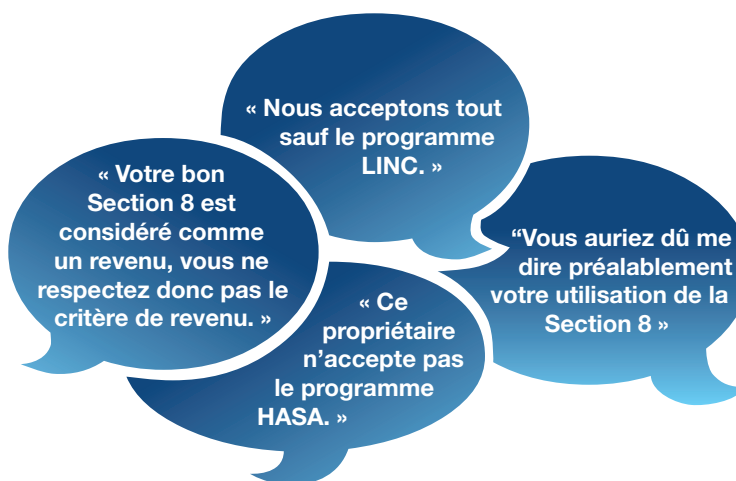 « Nous acceptons tout
sauf le programme
LINC. »
« Votre bon
Section 8 est
considéré comme
un revenu, vous ne
respectez donc pas le
critère de revenu. »
“Vous auriez dû me
dire préalablement
votre utilisation de la
Section 8 »
« Ce
propriétaire
n’accepte pas
le programme
HASA. »